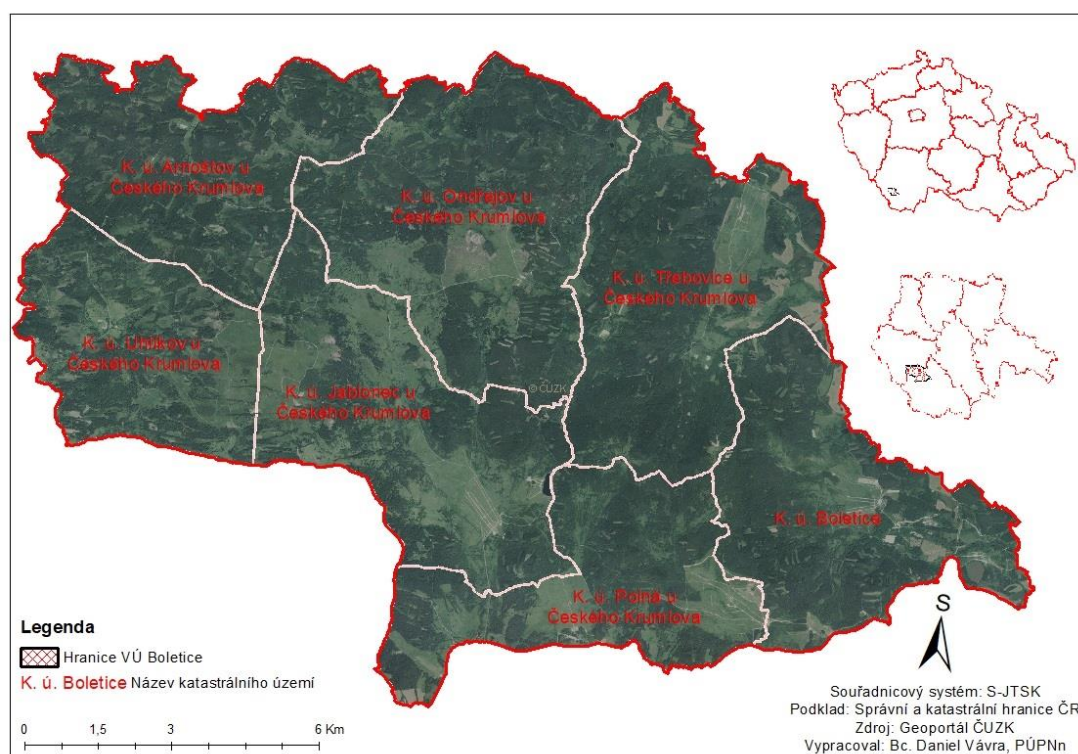 K. ú. Arnoštov u
Českého Krumlova
K. ú. Ondřejov u
Českého Krumlova
K. ú. Třebovice u
Českého Krumlova
K. ú. Uhlíkov u
Českého Krumlova
K. ú. Jablonec u
Českého Krumlova
© ČUZK
K. ú. Boletice
K. ú. Polná u
Českého Krumlova
Legenda
Hranice VÚ Boletice
K. ú. Boletice Název katastrálního území
0 1,5 3 6 Km
S
Souřadnicový systém: S-JTSK
Podklad: Správní a katastrální hranice ČR
Zdroj: Geoportál ČUZK
Vypracoval: Bc. Daniel Vávra, PÚPNn